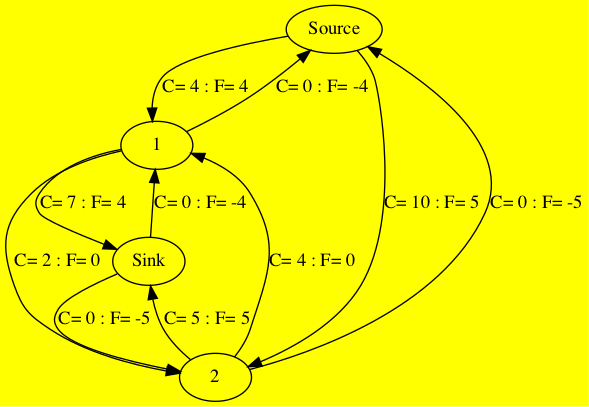 Source
C= 4 : F= 4
C= 0 : F= -4
1
C= 7 : F= 4
C= 0 : F= -4
C= 10 : F= 5
C= 0 : F= -5
C= 2 : F= 0
Sink
C= 4 : F= 0
C= 0 : F= -5
C= 5 : F= 5
2